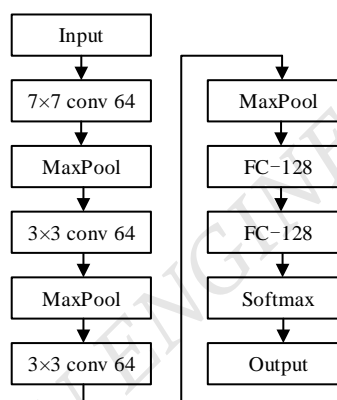 Input
7×7 conv 64
MaxPool
3×3 conv 64
MaxPool
3×3 conv 64
MaxPool
FC−128
FC−128
Softmax
Output
LENGINE